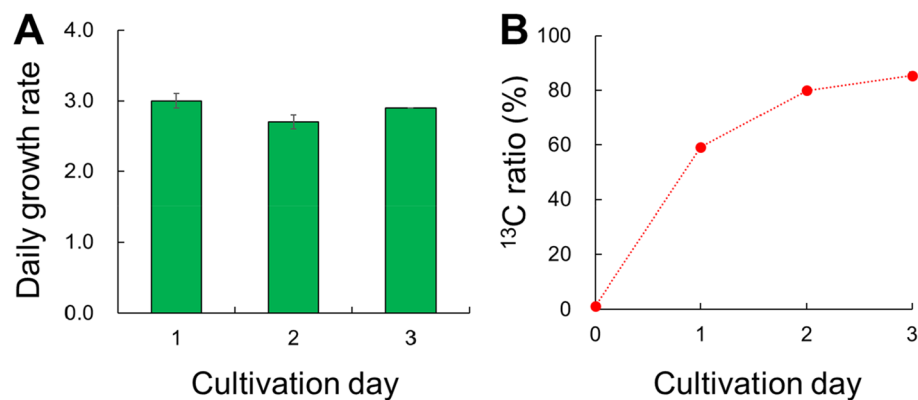 A
Daily growth rate
4.0
3.0
2.0
1.0
0.0
1 2 3
Cultivation day
B
¹³C ratio (%)
100
80
60
40
20
0
0 1 2 3
Cultivation day